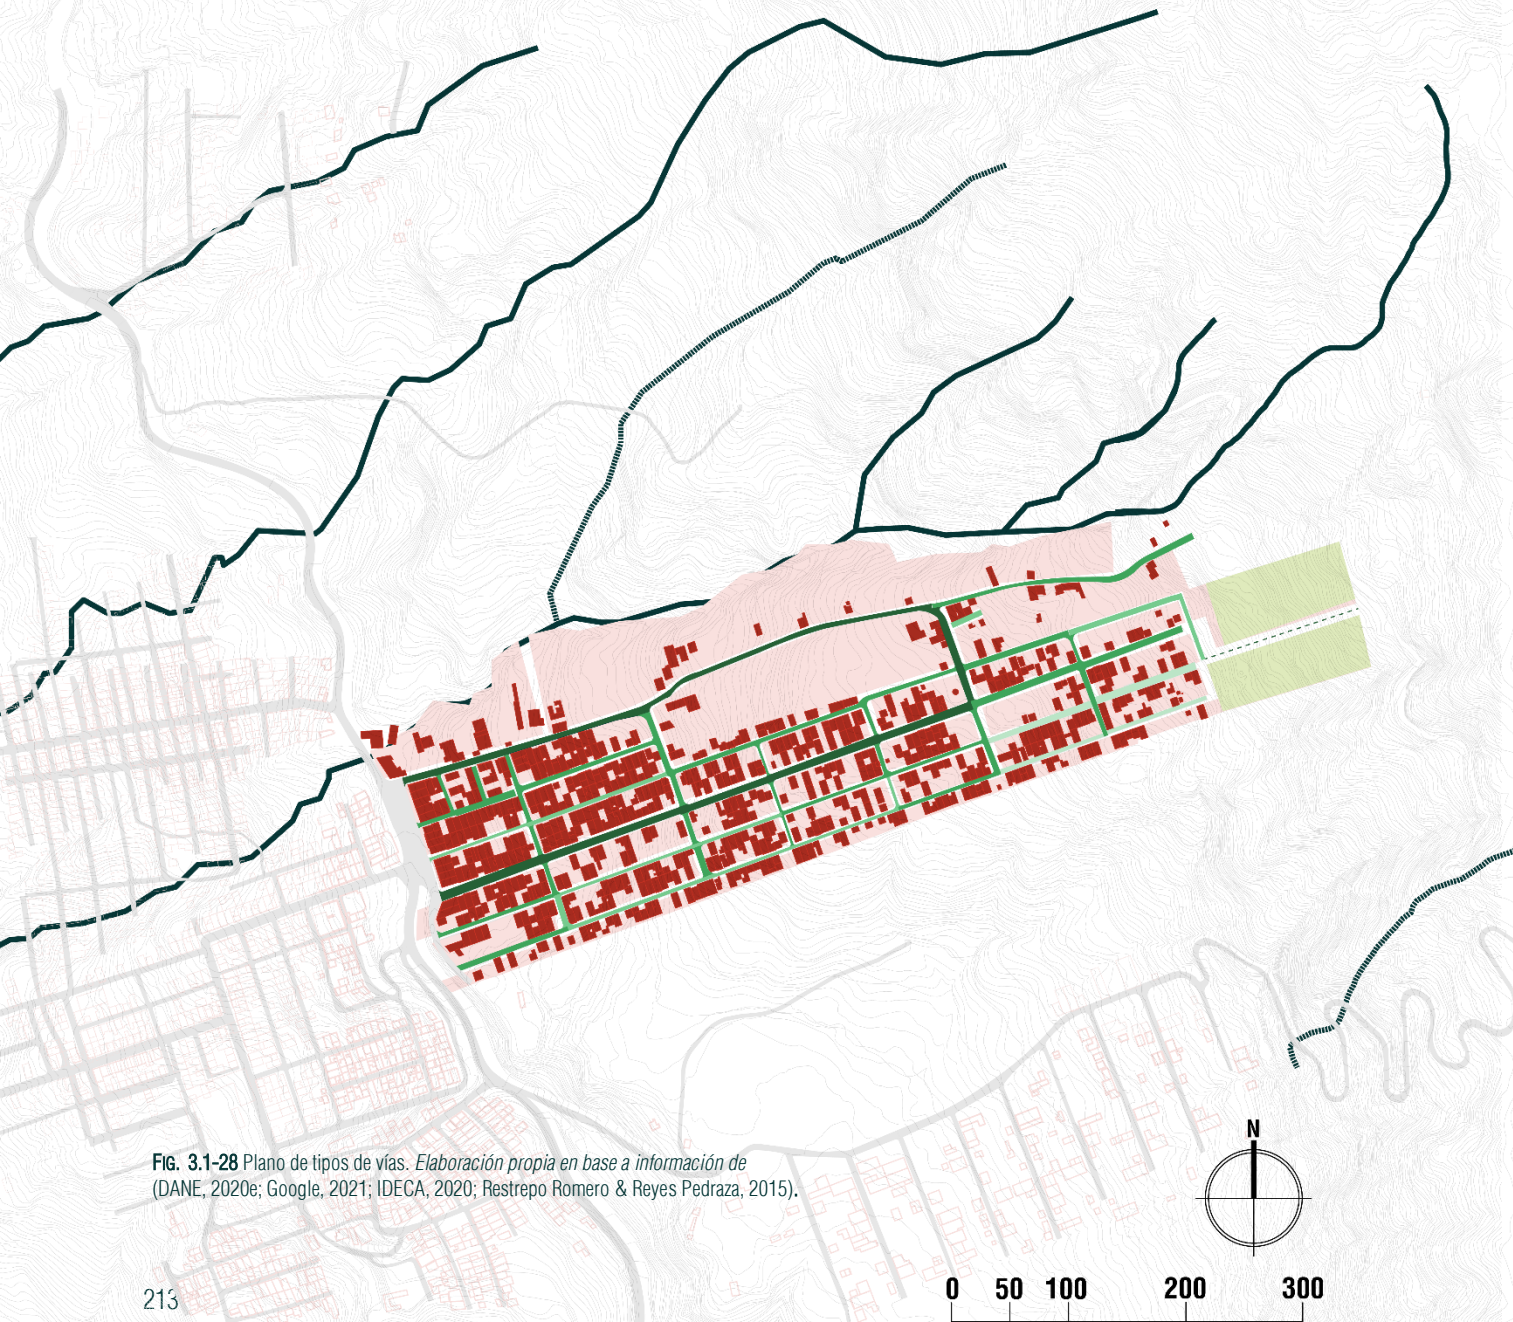 N
FIG. 3.1-28 Plano de tipos de vías. Elaboración propia en base a información de
(DANE, 2020e; Google, 2021; IDECA, 2020; Restrepo Romero & Reyes Pedraza, 2015).
213
0 50 100 200 300